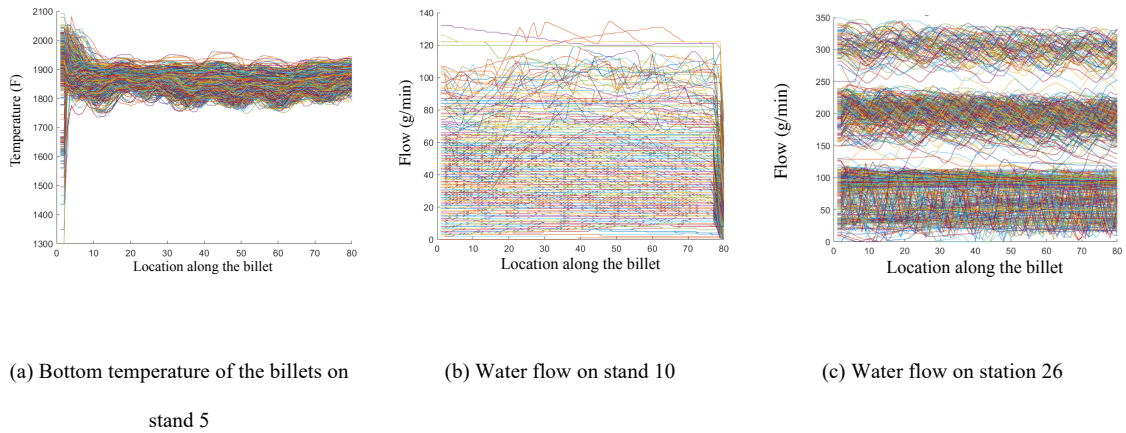 2100
2000
1900
1800
1700
1600
1500
1400
1300
Temperature (F)
0 10 20 30 40 50 60 70 80
Location along the billet
140
120
100
80
60
40
20
0
Flow (g/min)
0 10 20 30 40 50 60 70 80
Location along the billet
350
300
250
200
150
100
50
0
Flow (g/min)
0 10 20 30 40 50 60 70 80
Location along the billet
(a) Bottom temperature of the billets on
stand 5
(b) Water flow on stand 10
(c) Water flow on station 26